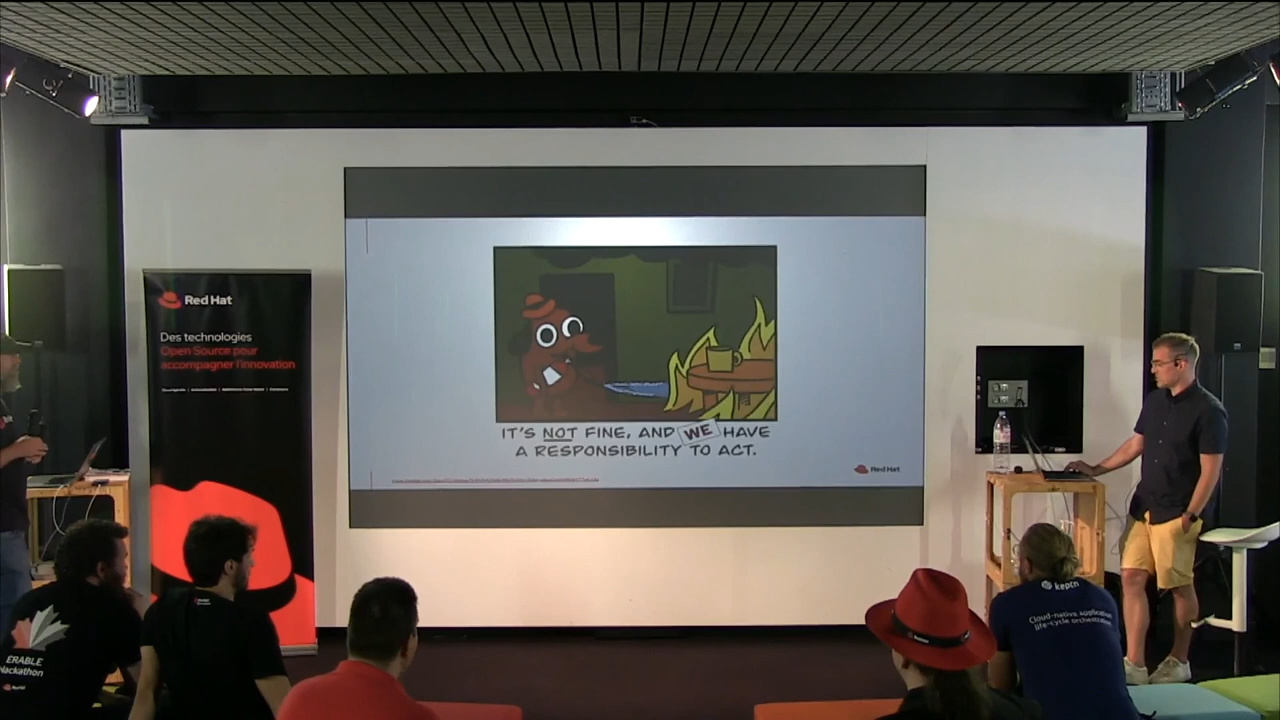 Red Hat
Des technologies
Open Source pour
accompagner l'innovation
IT'S NOT FINE, AND WE HAVE
A RESPONSIBILITY TO ACT.
Red Hat
ERABLE
Hackathon
keptn
Cloud-native application
life-cycle orchestration